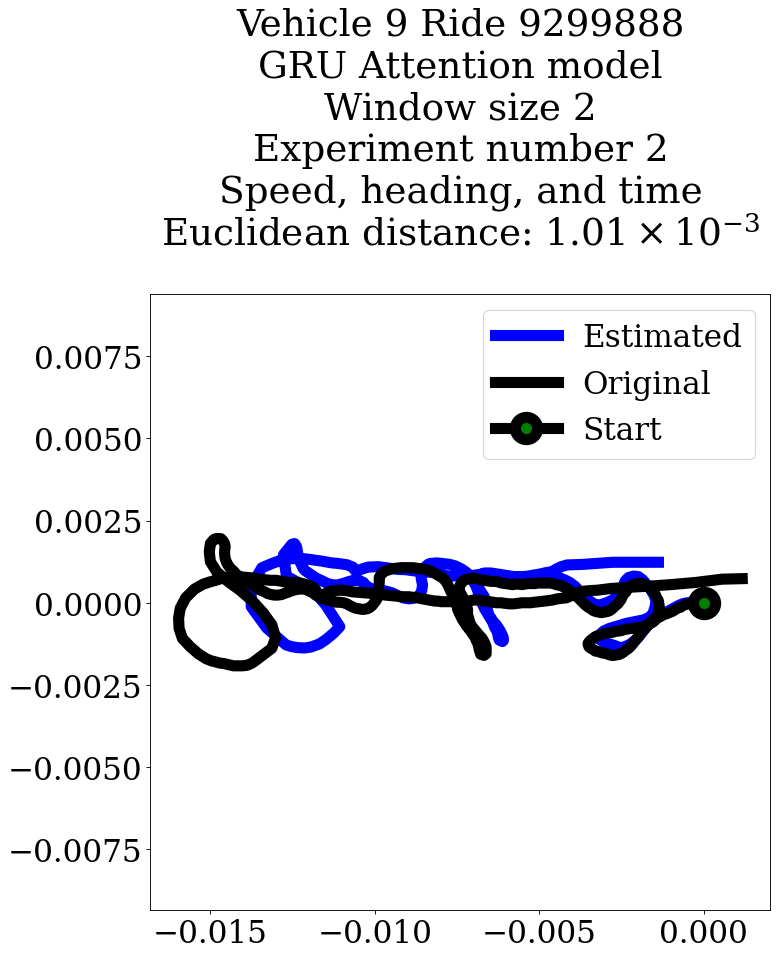 Vehicle 9 Ride 9299888
GRU Attention model
Window size 2
Experiment number 2
Speed, heading, and time
Euclidean distance: 1.01 × 10⁻³
Estimated
Original
Start
0.0075
0.0050
0.0025
0.0000
−0.0025
−0.0050
−0.0075
−0.015 −0.010 −0.005 0.000